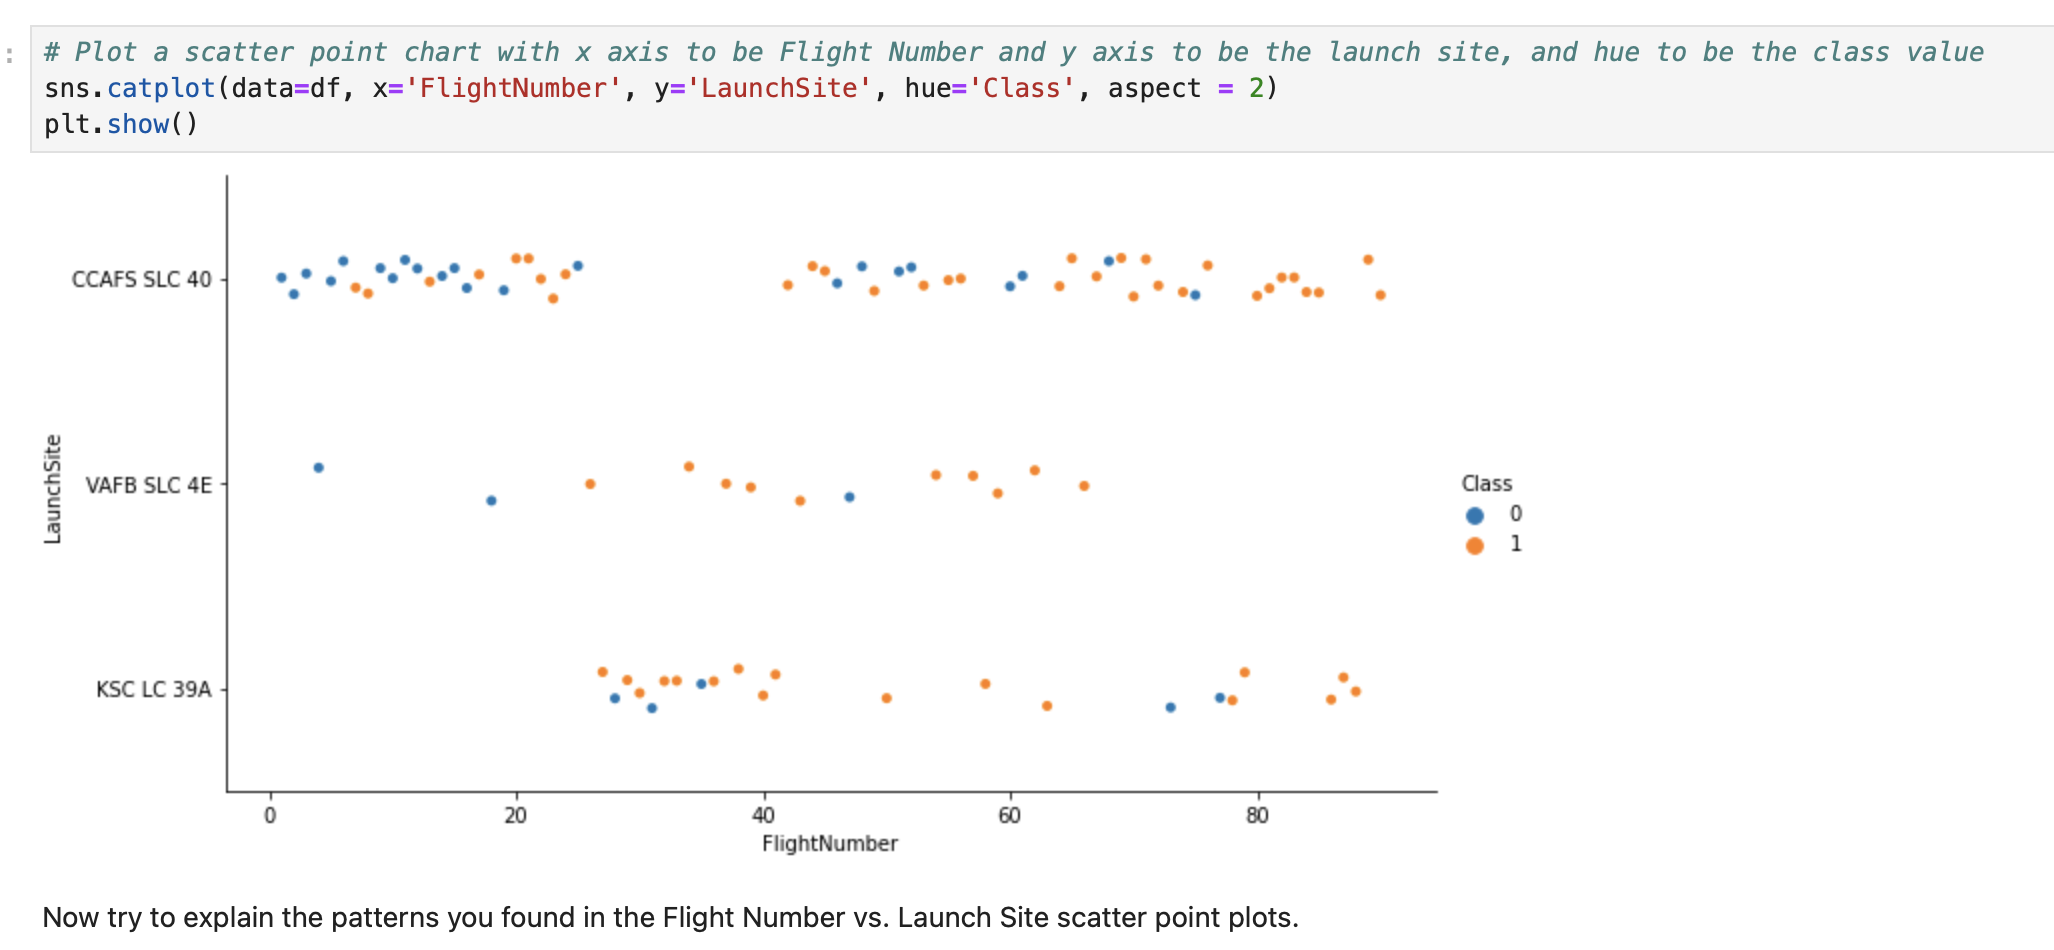 :
# Plot a scatter point chart with x axis to be Flight Number and y axis to be the launch site, and hue to be the class value
sns.catplot(data=df, x='FlightNumber', y='LaunchSite', hue='Class', aspect = 2)
plt.show()
CCAFS SLC 40
VAFB SLC 4E
KSC LC 39A
LaunchSite
0 20 40 60 80
FlightNumber
Class
0
1
Now try to explain the patterns you found in the Flight Number vs. Launch Site scatter point plots.